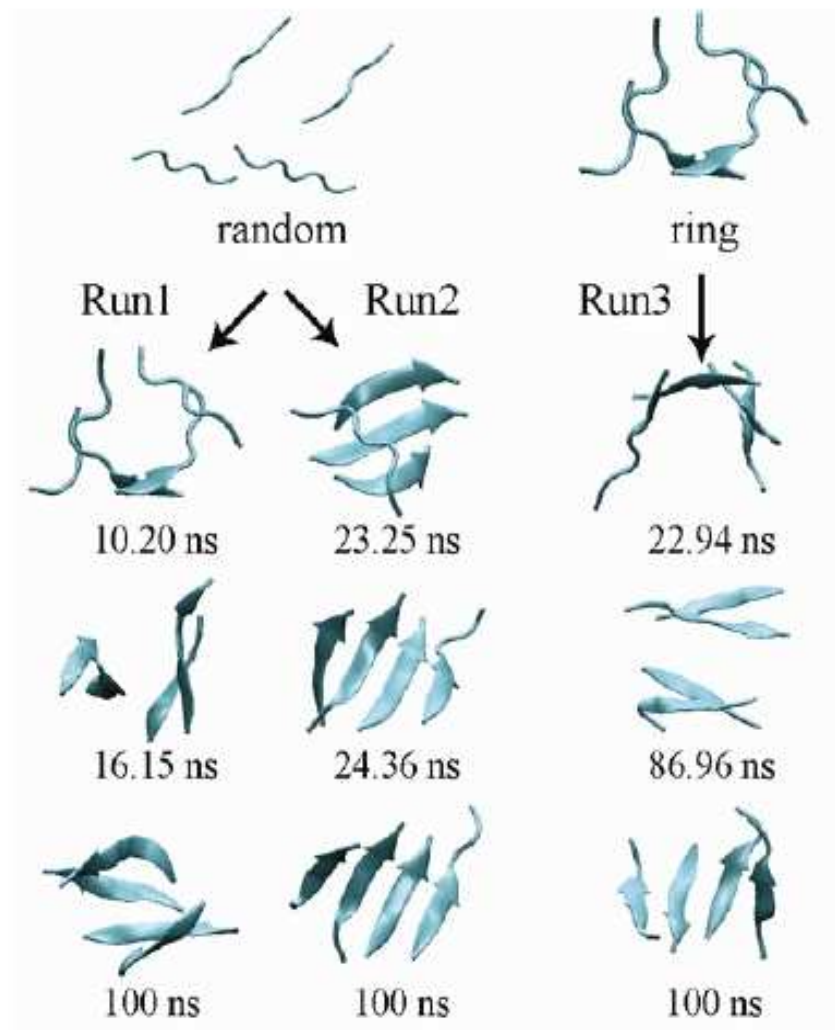 random
ring
Run1
Run2
Run3
10.20 ns
23.25 ns
22.94 ns
16.15 ns
24.36 ns
86.96 ns
100 ns
100 ns
100 ns